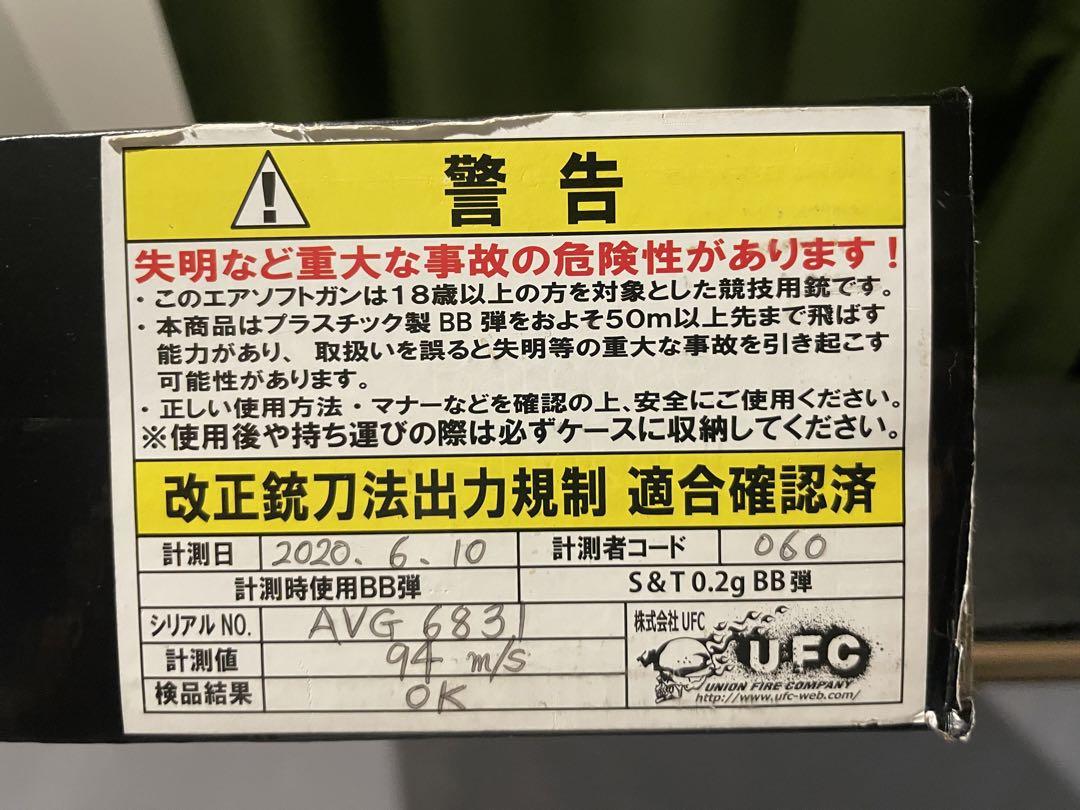 警告
失明など重大な事故の危険性があります!
・このエアソフトガンは18歳以上の方を対象とした競技用銃です。
・本商品はプラスチック製 BB 弾をおよそ50m以上先まで飛ばす
能力があり、 取扱いを誤ると失明等の重大な事故を引き起こす
可能性があります。
・正しい使用方法・マナーなどを確認の上、安全にご使用ください。
※使用後や持ち運びの際は必ずケースに収納してください。
改正銃刀法出力規制 適合確認済
計測日 2020. 6. 10 計測者コード 060
計測時使用BB弾 S&T 0.2g BB 弾
シリアル NO. AVG 6831
計測値 94 m/s
検品結果 OK
株式会社 UFC
UFC
UNION FIRE COMPANY
http://www.ufc-web.com/